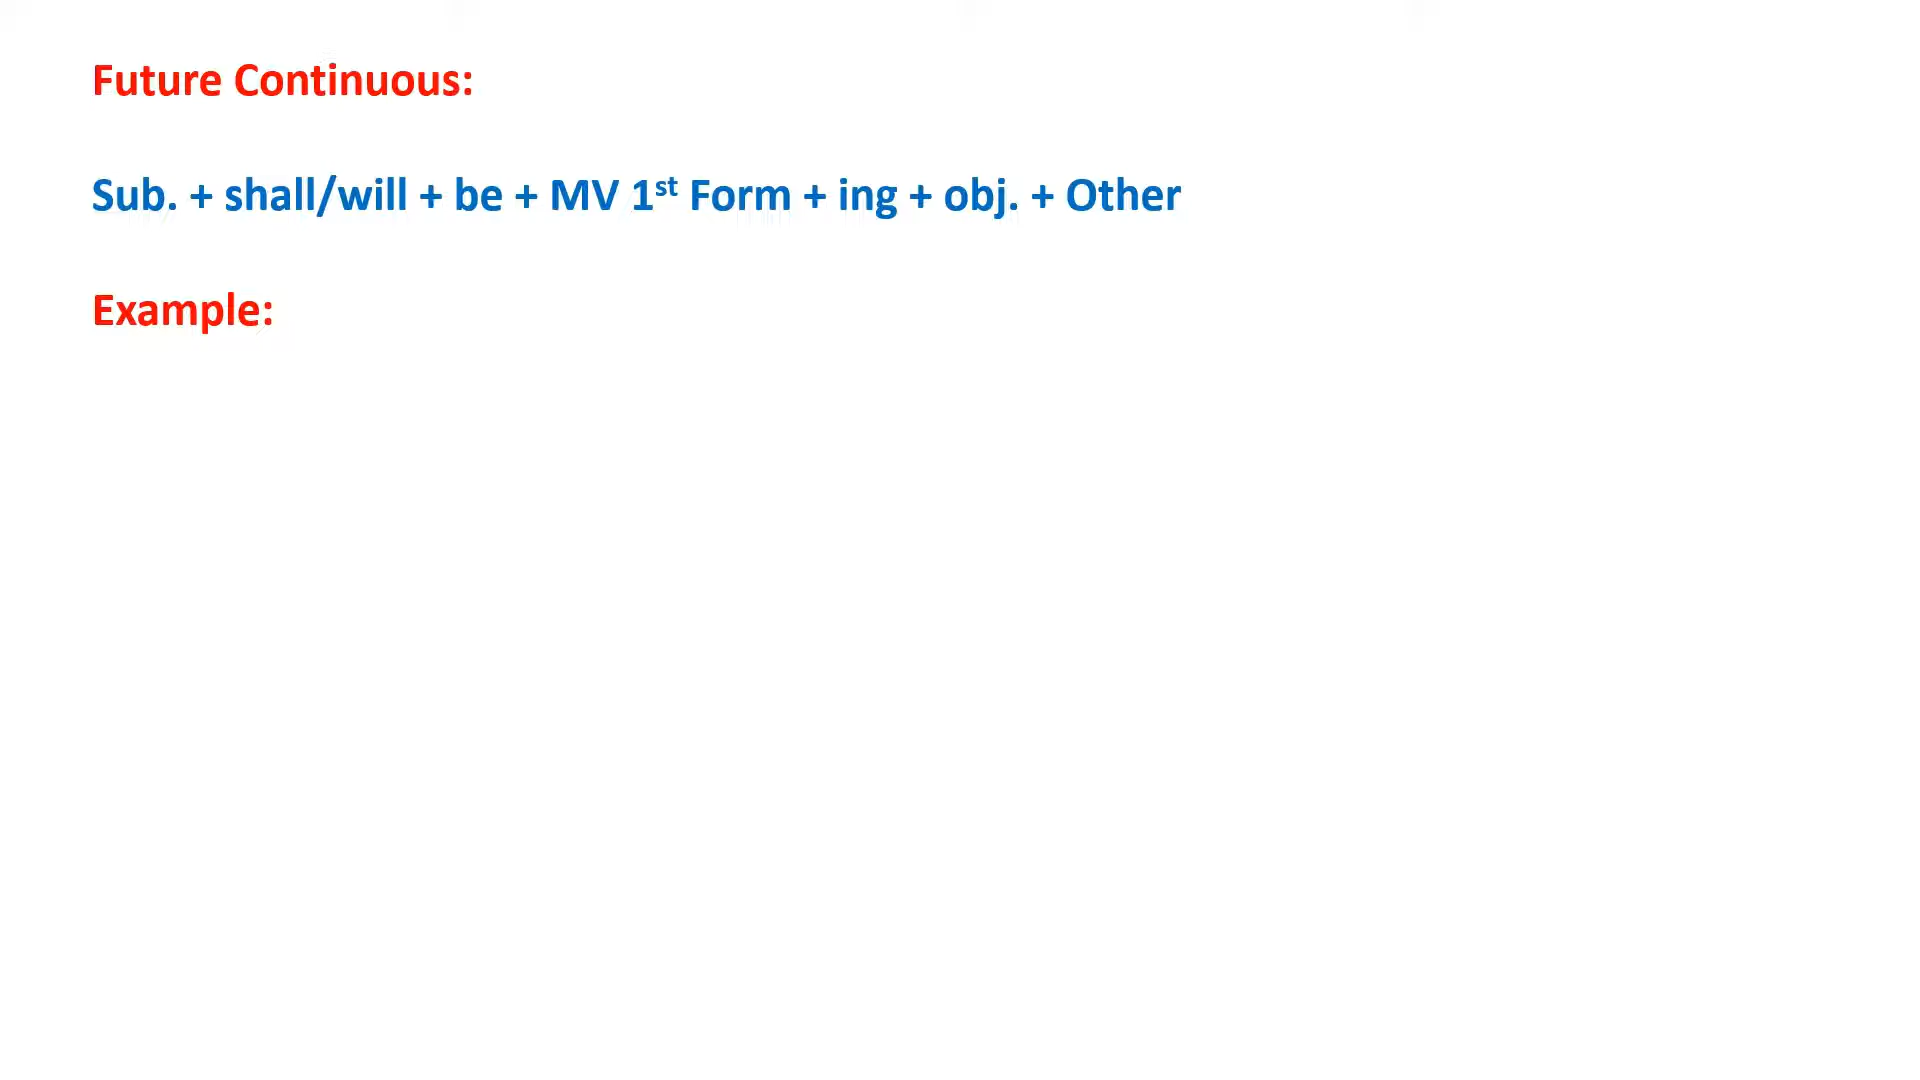 Future Continuous:
Sub. + shall/will + be + MV 1st Form + ing + obj. + Other
Example: